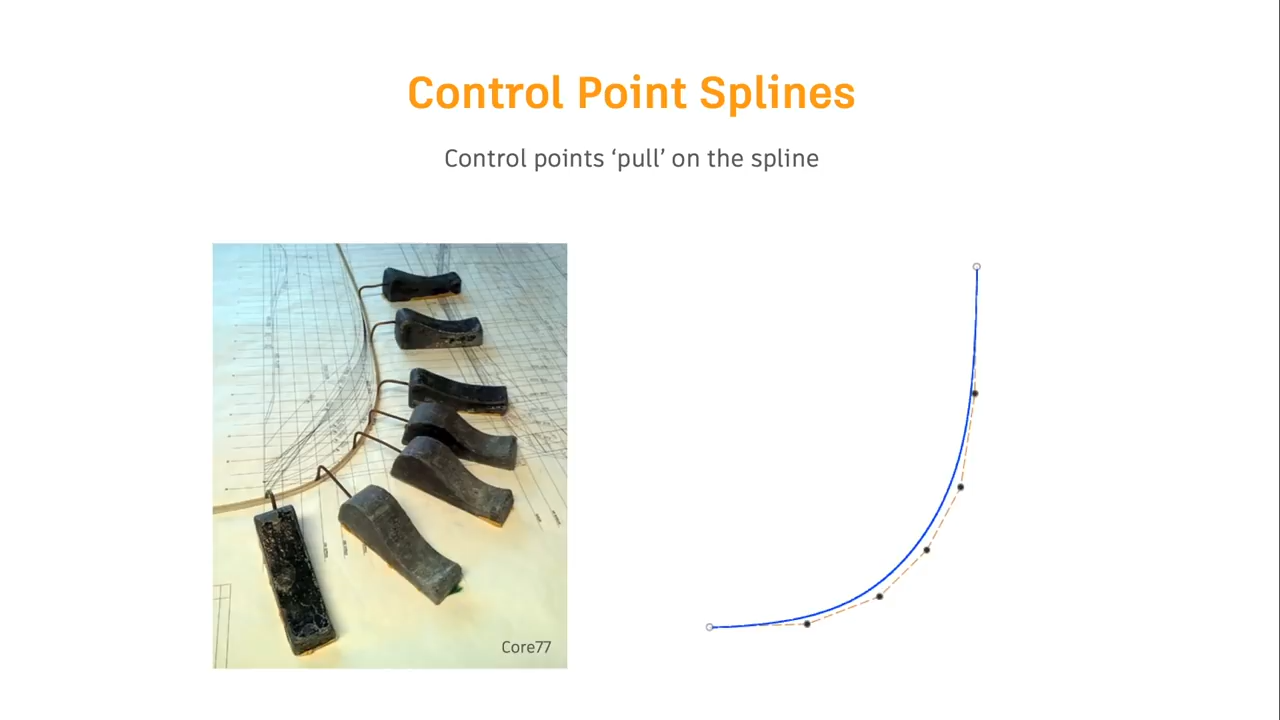 Control Point Splines
Control points ‘pull’ on the spline
Core77